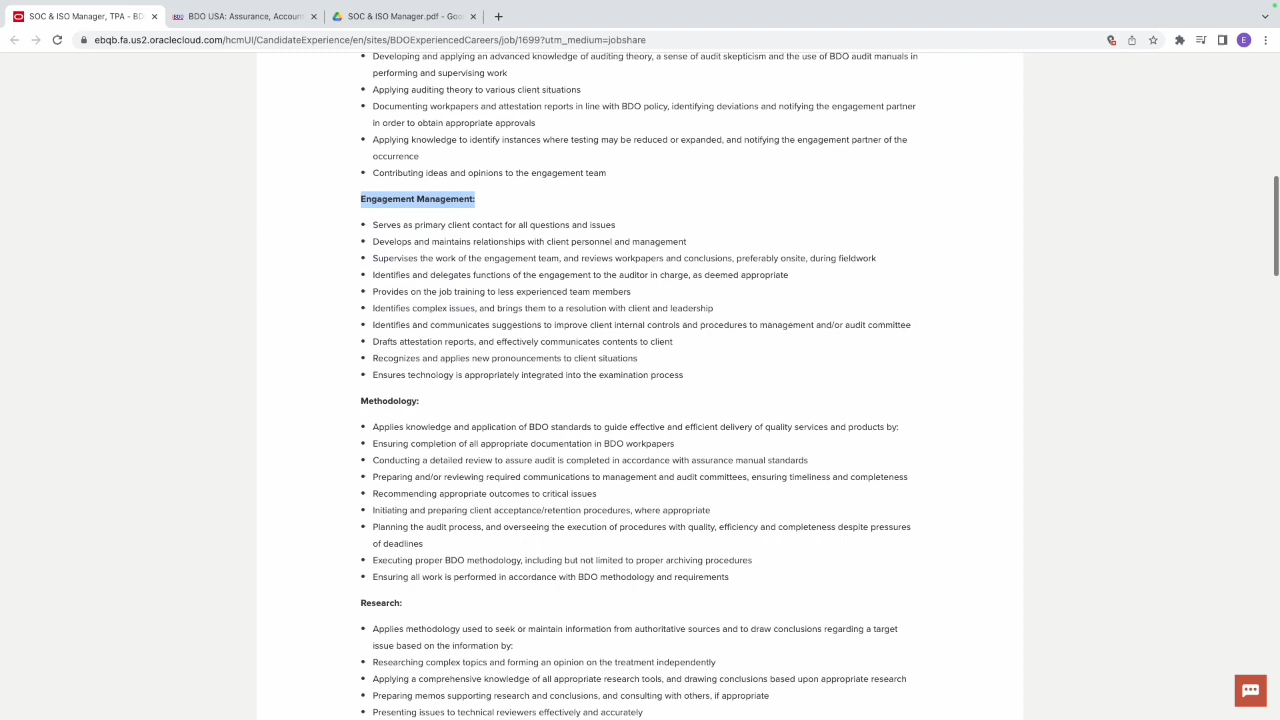 SOC & ISO Manager, TPA - BD
BDO USA: Assurance, Accoun
SOC & ISO Manager.pdf - Goo
ebqb.fa.us2.oraclecloud.com/hcmUI/CandidateExperience/en/sites/BDOExperiencedCareers/job/1699?utm_medium=jobshare
E
• Developing and applying an advanced knowledge of auditing theory, a sense of audit skepticism and the use of BDO audit manuals in
performing and supervising work
• Applying auditing theory to various client situations
• Documenting workpapers and attestation reports in line with BDO policy, identifying deviations and notifying the engagement partner
in order to obtain appropriate approvals
• Applying knowledge to identify instances where testing may be reduced or expanded, and notifying the engagement partner of the
occurrence
• Contributing ideas and opinions to the engagement team
Engagement Management:
• Serves as primary client contact for all questions and issues
• Develops and maintains relationships with client personnel and management
• Supervises the work of the engagement team, and reviews workpapers and conclusions, preferably onsite, during fieldwork
• Identifies and delegates functions of the engagement to the auditor in charge, as deemed appropriate
• Provides on the job training to less experienced team members
• Identifies complex issues, and brings them to a resolution with client and leadership
• Identifies and communicates suggestions to improve client internal controls and procedures to management and/or audit committee
• Drafts attestation reports, and effectively communicates contents to client
• Recognizes and applies new pronouncements to client situations
• Ensures technology is appropriately integrated into the examination process
Methodology:
• Applies knowledge and application of BDO standards to guide effective and efficient delivery of quality services and products by:
• Ensuring completion of all appropriate documentation in BDO workpapers
• Conducting a detailed review to assure audit is completed in accordance with assurance manual standards
• Preparing and/or reviewing required communications to management and audit committees, ensuring timeliness and completeness
• Recommending appropriate outcomes to critical issues
• Initiating and preparing client acceptance/retention procedures, where appropriate
• Planning the audit process, and overseeing the execution of procedures with quality, efficiency and completeness despite pressures
of deadlines
• Executing proper BDO methodology, including but not limited to proper archiving procedures
• Ensuring all work is performed in accordance with BDO methodology and requirements
Research:
• Applies methodology used to seek or maintain information from authoritative sources and to draw conclusions regarding a target
issue based on the information by:
• Researching complex topics and forming an opinion on the treatment independently
• Applying a comprehensive knowledge of all appropriate research tools, and drawing conclusions based upon appropriate research
• Preparing memos supporting research and conclusions, and consulting with others, if appropriate
• Presenting issues to technical reviewers effectively and accurately